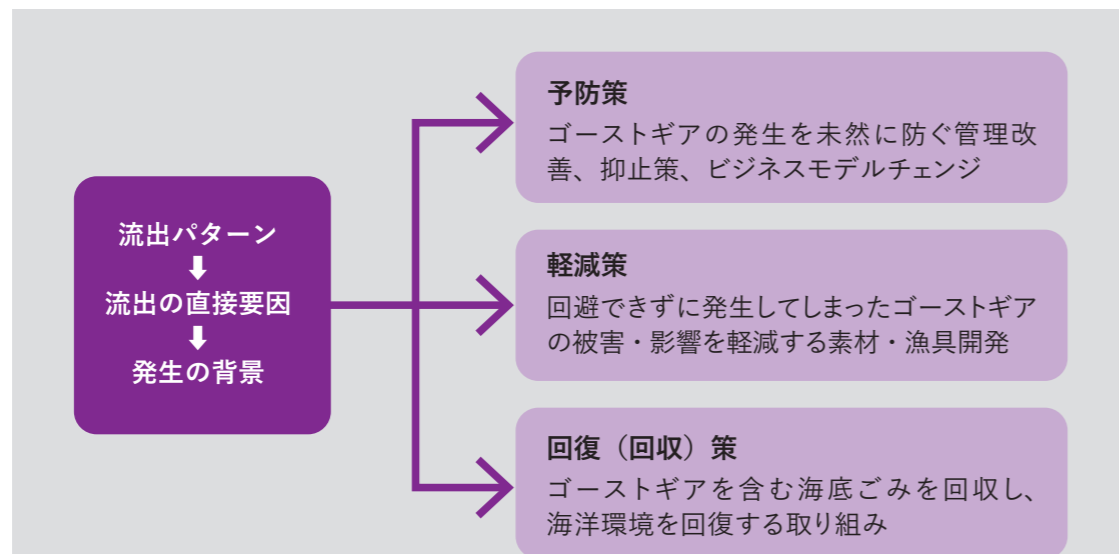 流出パターン
⬇
流出の直接要因
⬇
発生の背景
予防策
ゴーストギアの発生を未然に防ぐ管理改
善、抑止策、ビジネスモデルチェンジ
軽減策
回避できずに発生してしまったゴーストギア
の被害・影響を軽減する素材・漁具開発
回復（回収）策
ゴーストギアを含む海底ごみを回収し、
海洋環境を回復する取り組み